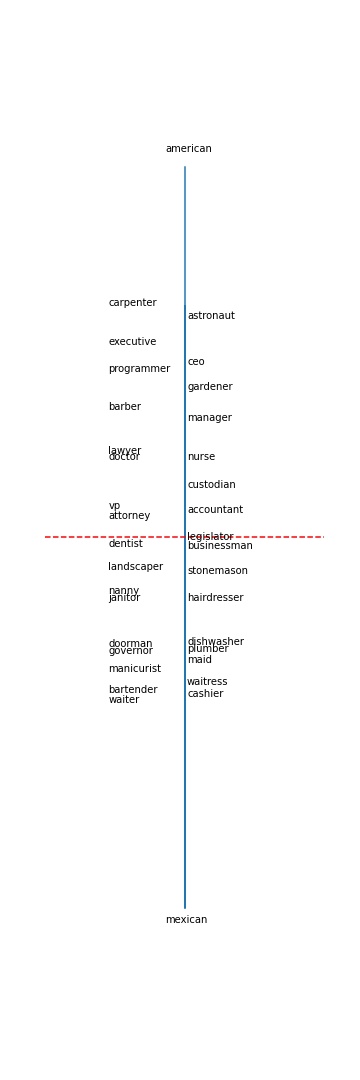 american
carpenter
astronaut
executive
ceo
programmer
gardener
barber
manager
lawyer
doctor
nurse
custodian
vp
accountant
attorney
legislator
dentist
businessman
landscaper
stonemason
nanny
janitor
hairdresser
dishwasher
doorman
plumber
governor
maid
manicurist
waitress
bartender
cashier
waiter
mexican